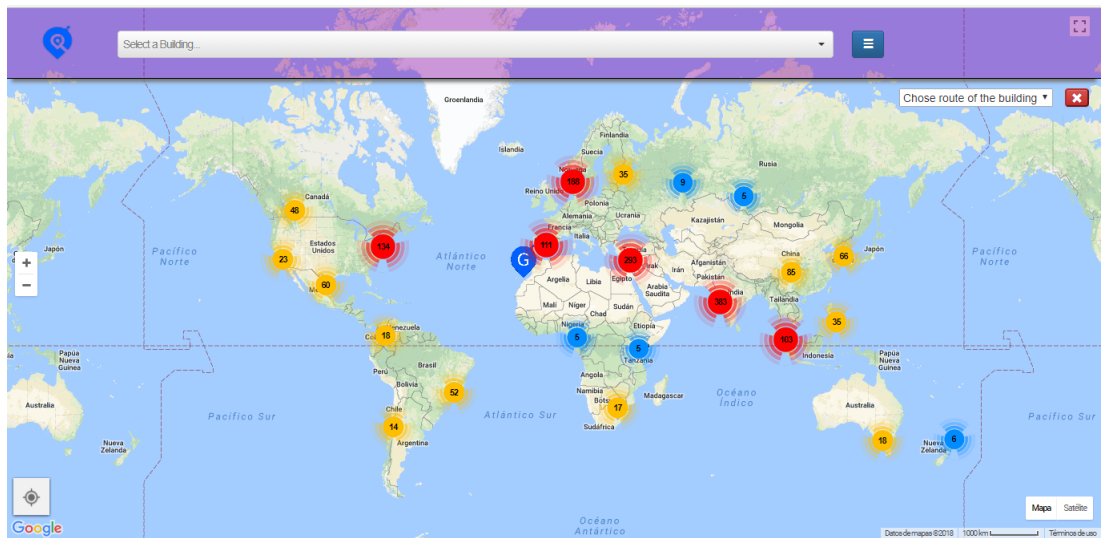 Select a Building...
Chose route of the building
Groenlandia
Islandia
Finlandia
Suecia
Noruega
Rusia
188
35
9
5
Reino Unido
Polonia
Canadá
48
Alemania
Ucrania
Kazajistán
Mongolia
Francia
Italia
134
111
Estados
Unidos
23
293
Japón
Pacífico
Norte
Atlántico
Norte
G
Irak
Irán
Afganistán
Pakistán
China
85
66
Japón
Pacífico
Norte
+
−
60
Argelia
Libia
Egipto
Arabia
Saudita
383
Tailandia
Malí
Níger
Chad
Sudán
35
18
Nigeria
5
Etiopía
5
Tanzania
103
Indonesia
Papúa
Nueva
Guinea
Perú
Brasil
Bolivia
52
Angola
Namibia
17
Madagascar
Océano
Índico
Papúa
Nueva
Guinea
Australia
Pacífico Sur
Chile
14
Argentina
Atlántico Sur
Sudáfrica
Australia
18
6
Pacífico Sur
Nueva
Zelanda
Nueva
Zelanda
Océano
Antártico
Mapa
Satélite
Google
Datos de mapas ©2018
1000 km
Términos de uso